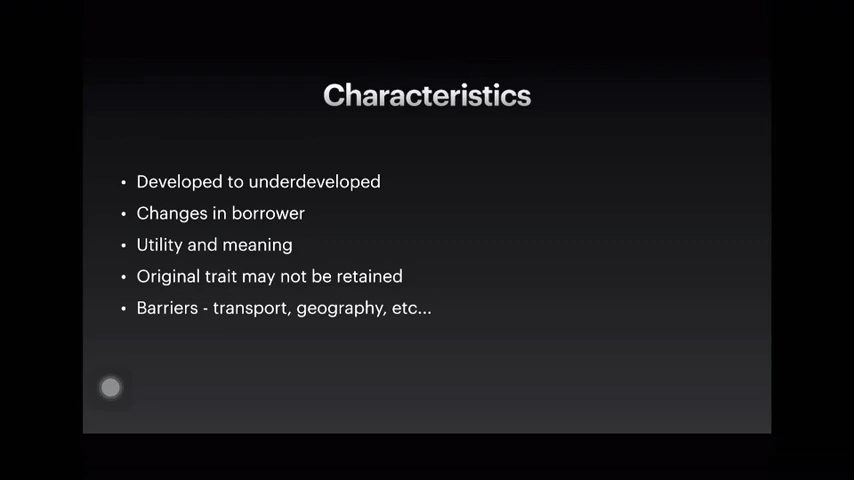 Characteristics
• Developed to underdeveloped
• Changes in borrower
• Utility and meaning
• Original trait may not be retained
• Barriers - transport, geography, etc...